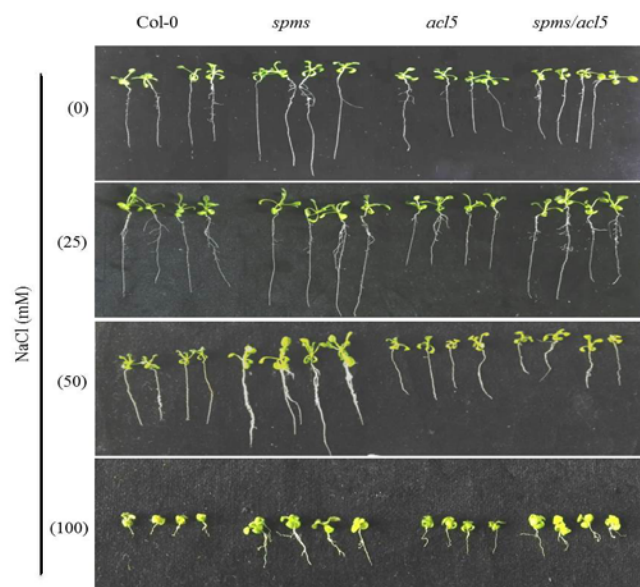 Col-0 spms acl5 spms/acl5
(0)
(25)
NaCl (mM)
(50)
(100)